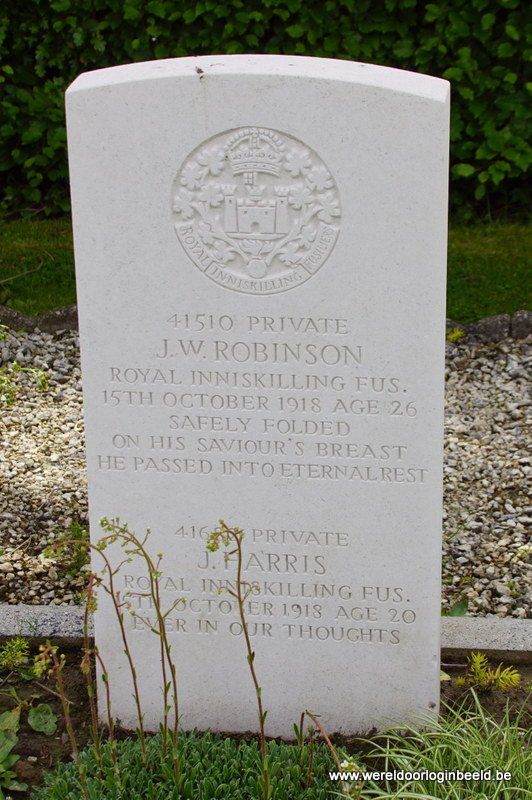 ROYAL INNISKILLING FUSILIERS
41510 PRIVATE
J.W. ROBINSON
ROYAL INNISKILLING FUS.
15TH OCTOBER 1918 AGE 26
SAFELY FOLDED
ON HIS SAVIOUR'S BREAST
HE PASSED INTO ETERNAL REST
PRIVATE
J. HARRIS
ROYAL INNISKILLING FUS.
OCTOBER 1918 AGE 20
EVER IN OUR THOUGHTS
www.wereldoorloginbeeld.be